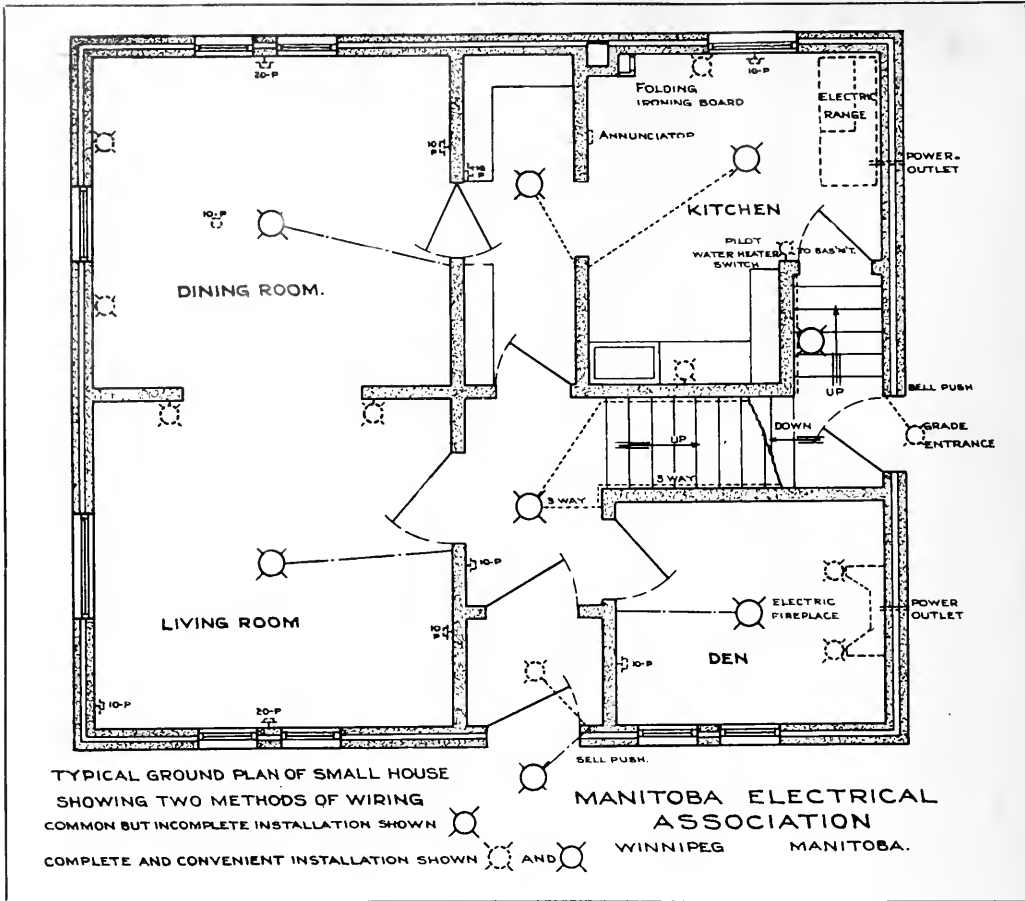 20-P
10-P
FOLDING
IRONING BOARD
ELECTRIC
RANGE
ANNUNCIATOR
10
P
10
P
POWER
OUTLET
10-P
KITCHEN
PILOT
WATER HEATER
SWITCH
TO BAS'N'T.
DINING ROOM.
UP
BELL PUSH
GRADE
ENTRANCE
DOWN
UP
3 WAY
3 WAY
10-P
ELECTRIC
FIREPLACE
POWER
OUTLET
LIVING ROOM
10
P
DEN
10-P
10-P
20-P
BELL PUSH.
TYPICAL GROUND PLAN OF SMALL HOUSE
SHOWING TWO METHODS OF WIRING
COMMON BUT INCOMPLETE INSTALLATION SHOWN
COMPLETE AND CONVENIENT INSTALLATION SHOWN AND
MANITOBA ELECTRICAL
ASSOCIATION
WINNIPEG MANITOBA.